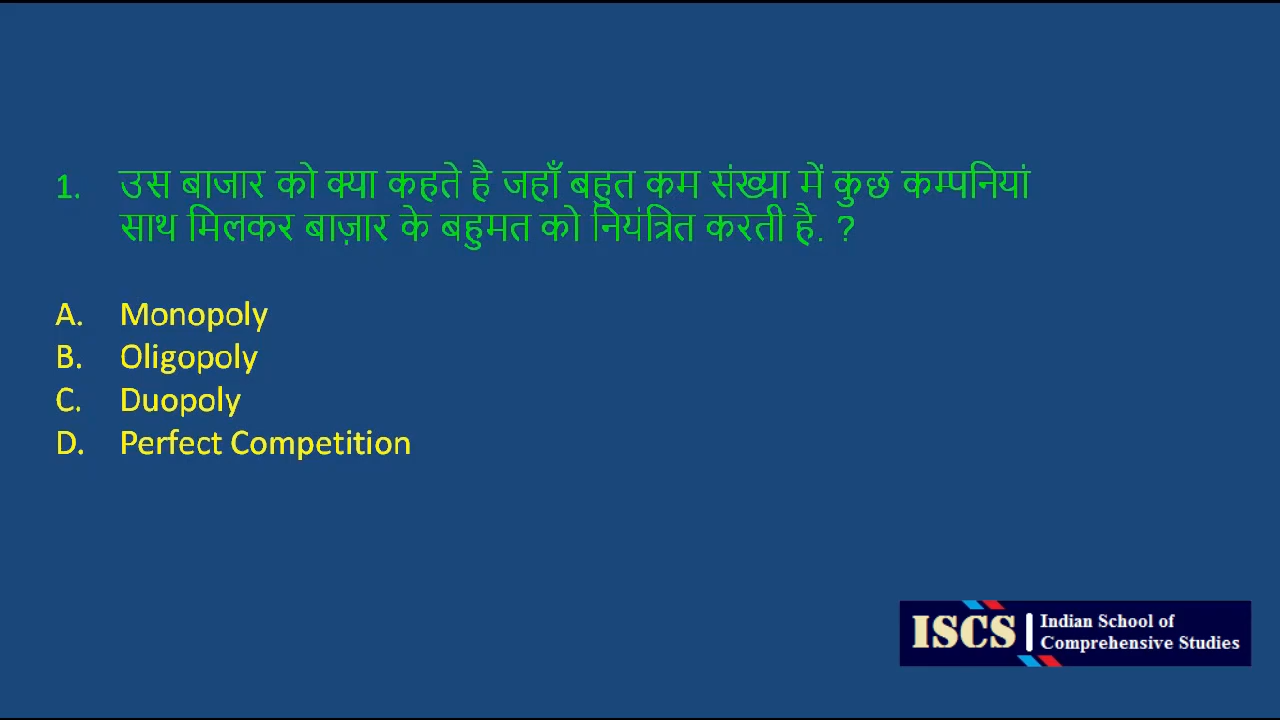 1. उस बाजार को क्या कहते है जहाँ बहुत कम संख्या में कुछ कम्पनियां
साथ मिलकर बाज़ार के बहुमत को नियंत्रित करती है. ?
A. Monopoly
B. Oligopoly
C. Duopoly
D. Perfect Competition
ISCS
Indian School of
Comprehensive Studies